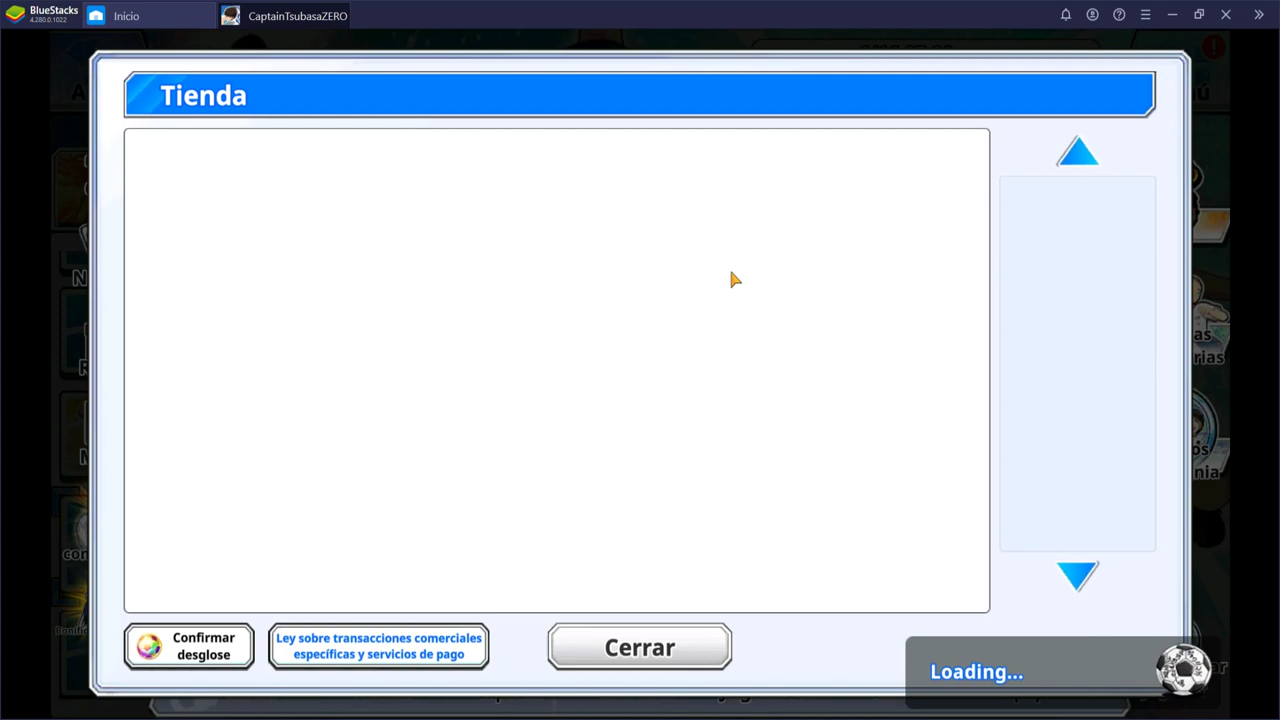 BlueStacks
4.280.0.1022
Inicio
CaptainTsubasaZERO
Tienda
Confirmar
desglose
Ley sobre transacciones comerciales
específicas y servicios de pago
Cerrar
Loading...